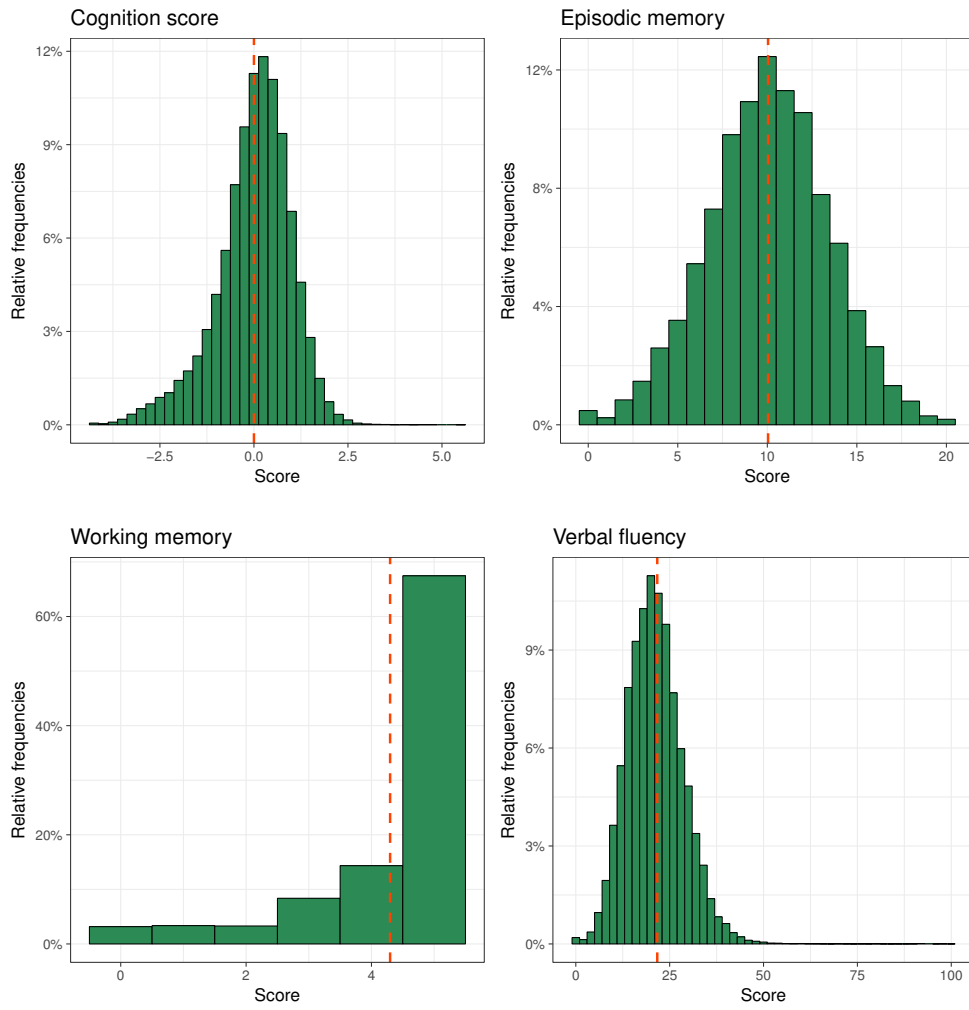 Cognition score
12%
9%
6%
3%
0%
Relative frequencies
−2.5
0.0
2.5
5.0
Score
Episodic memory
12%
8%
4%
0%
Relative frequencies
0
5
10
15
20
Score
Working memory
60%
40%
20%
0%
Relative frequencies
0
2
4
Score
Verbal fluency
9%
6%
3%
0%
Relative frequencies
0
25
50
75
100
Score